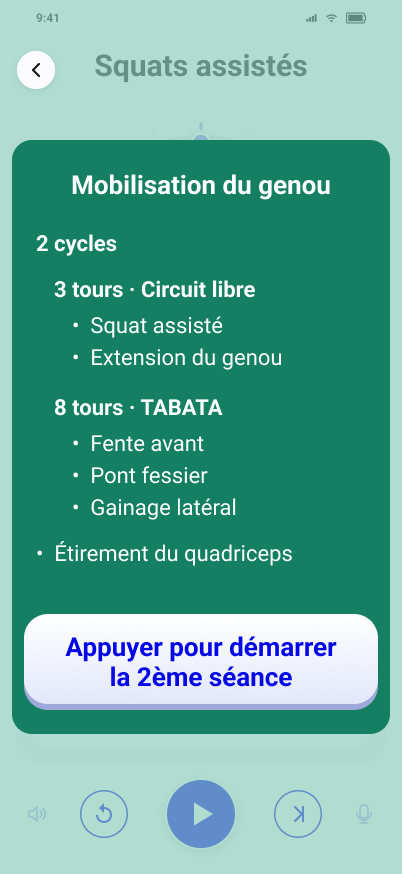 9:41
Squats assistés
Mobilisation du genou
2 cycles
3 tours · Circuit libre
• Squat assisté
• Extension du genou
8 tours · TABATA
• Fente avant
• Pont fessier
• Gainage latéral
• Étirement du quadriceps
Appuyer pour démarrer
la 2ème séance